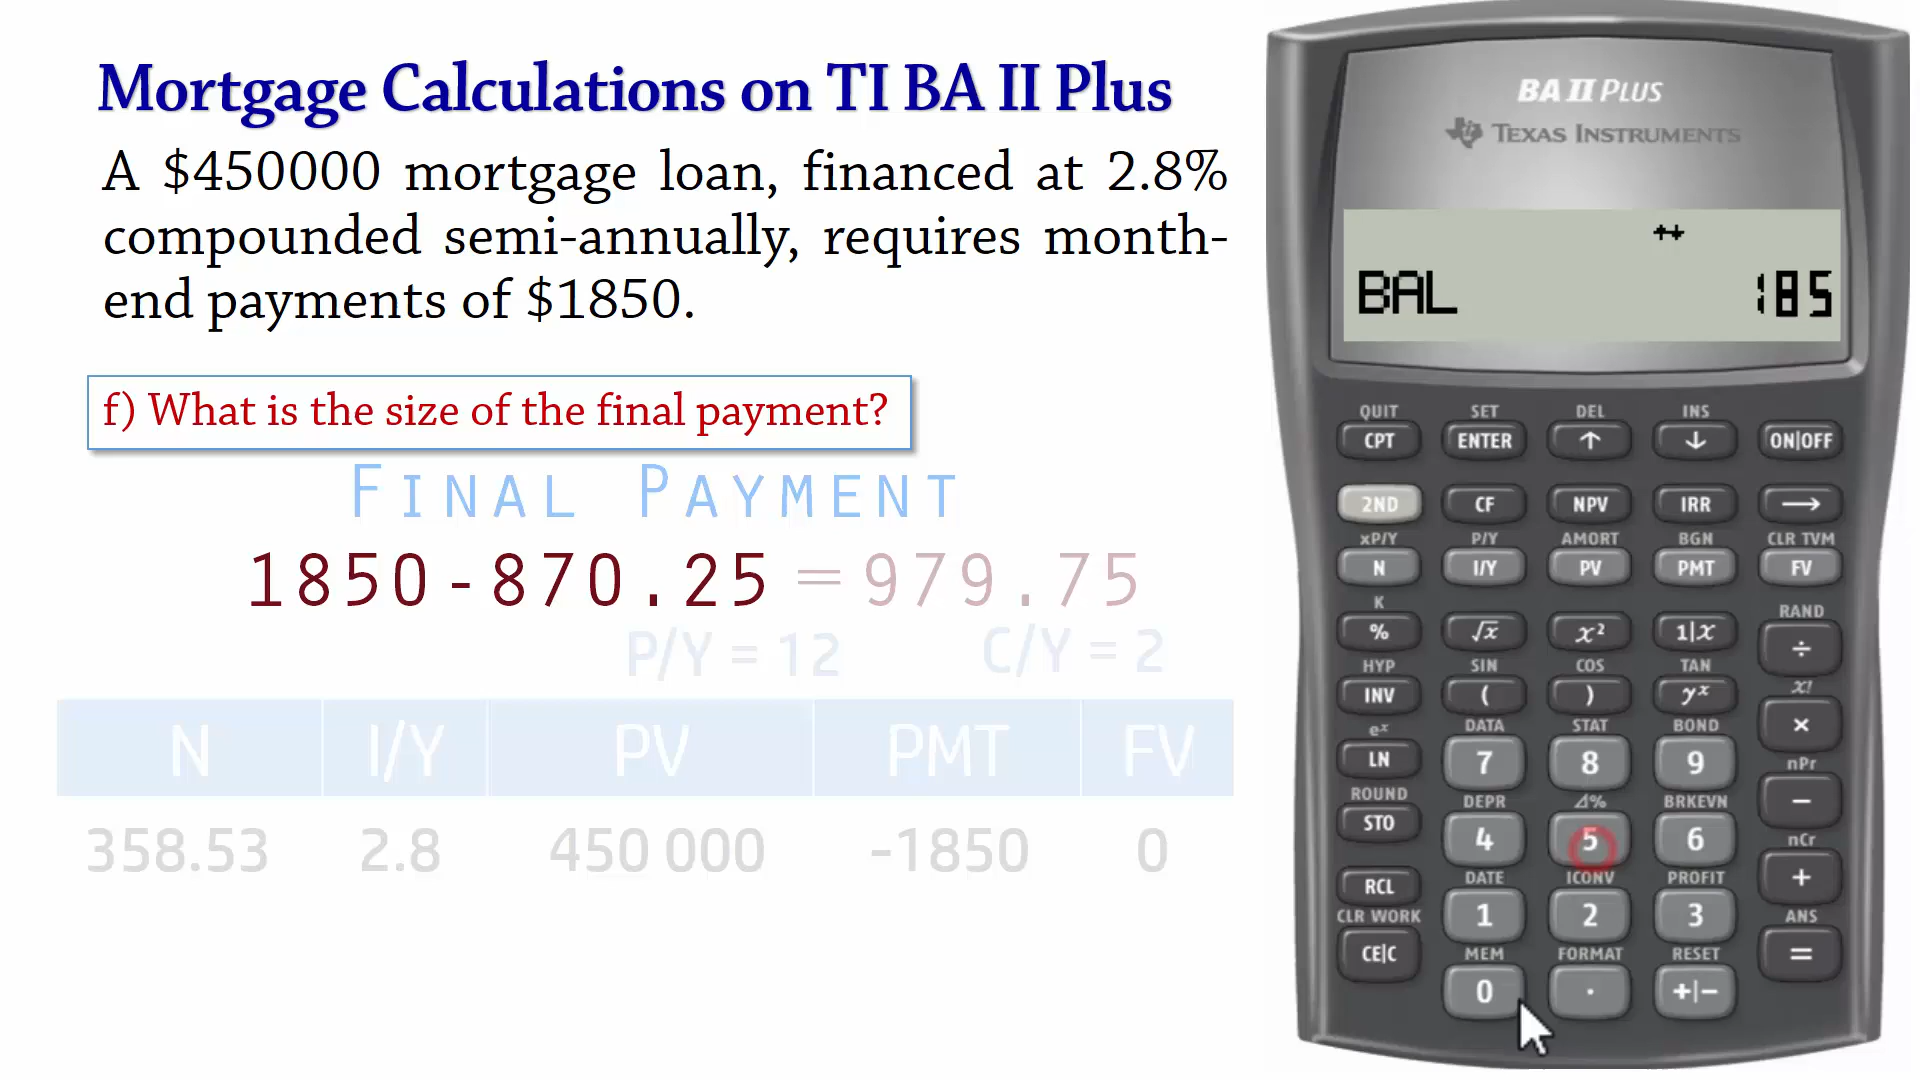 Mortgage Calculations on TI BA II Plus
A $450000 mortgage loan, financed at 2.8%
compounded semi-annually, requires month-
end payments of $1850.
f) What is the size of the final payment?
FINAL PAYMENT
1850-870.25=979.75
P/Y = 12 C/Y = 2
N I/Y PV PMT FV
358.53 2.8 450 000 -1850 0
BA II PLUS
TEXAS INSTRUMENTS
BAL 185
QUIT SET DEL INS
CPT ENTER ↑ ↓ ON|OFF
2ND CF NPV IRR →
xP/Y P/Y AMORT BGN CLR TVM
N I/Y PV PMT FV
K RAND
% √x x² 1|x ÷
HYP SIN COS TAN x!
INV ( ) yˣ ×
eˣ DATA STAT BOND nPr
LN 7 8 9 −
ROUND DEPR Δ% BRKEVN nCr
STO 4 5 6 +
DATE ICONV PROFIT ANS
RCL 1 2 3 =
CLR WORK MEM FORMAT RESET
CE|C 0 . +|−